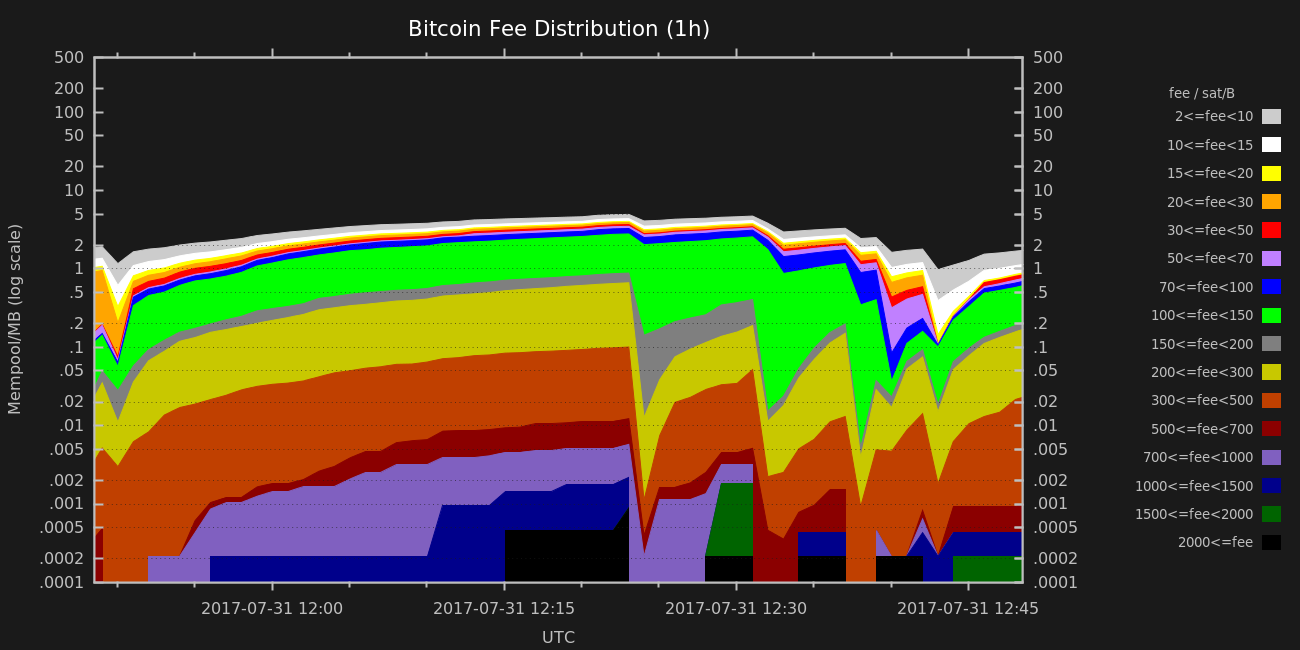 Bitcoin Fee Distribution (1h)
500 500
200 200
100 100
50 50
20 20
10 10
5 5
2 2
1 1
.5 .5
.2 .2
.1 .1
.05 .05
.02 .02
.01 .01
.005 .005
.002 .002
.001 .001
.0005 .0005
.0002 .0002
.0001 .0001
Mempool/MB (log scale)
2017-07-31 12:00 2017-07-31 12:15 2017-07-31 12:30 2017-07-31 12:45
UTC
fee / sat/B
2<=fee<10
10<=fee<15
15<=fee<20
20<=fee<30
30<=fee<50
50<=fee<70
70<=fee<100
100<=fee<150
150<=fee<200
200<=fee<300
300<=fee<500
500<=fee<700
700<=fee<1000
1000<=fee<1500
1500<=fee<2000
2000<=fee